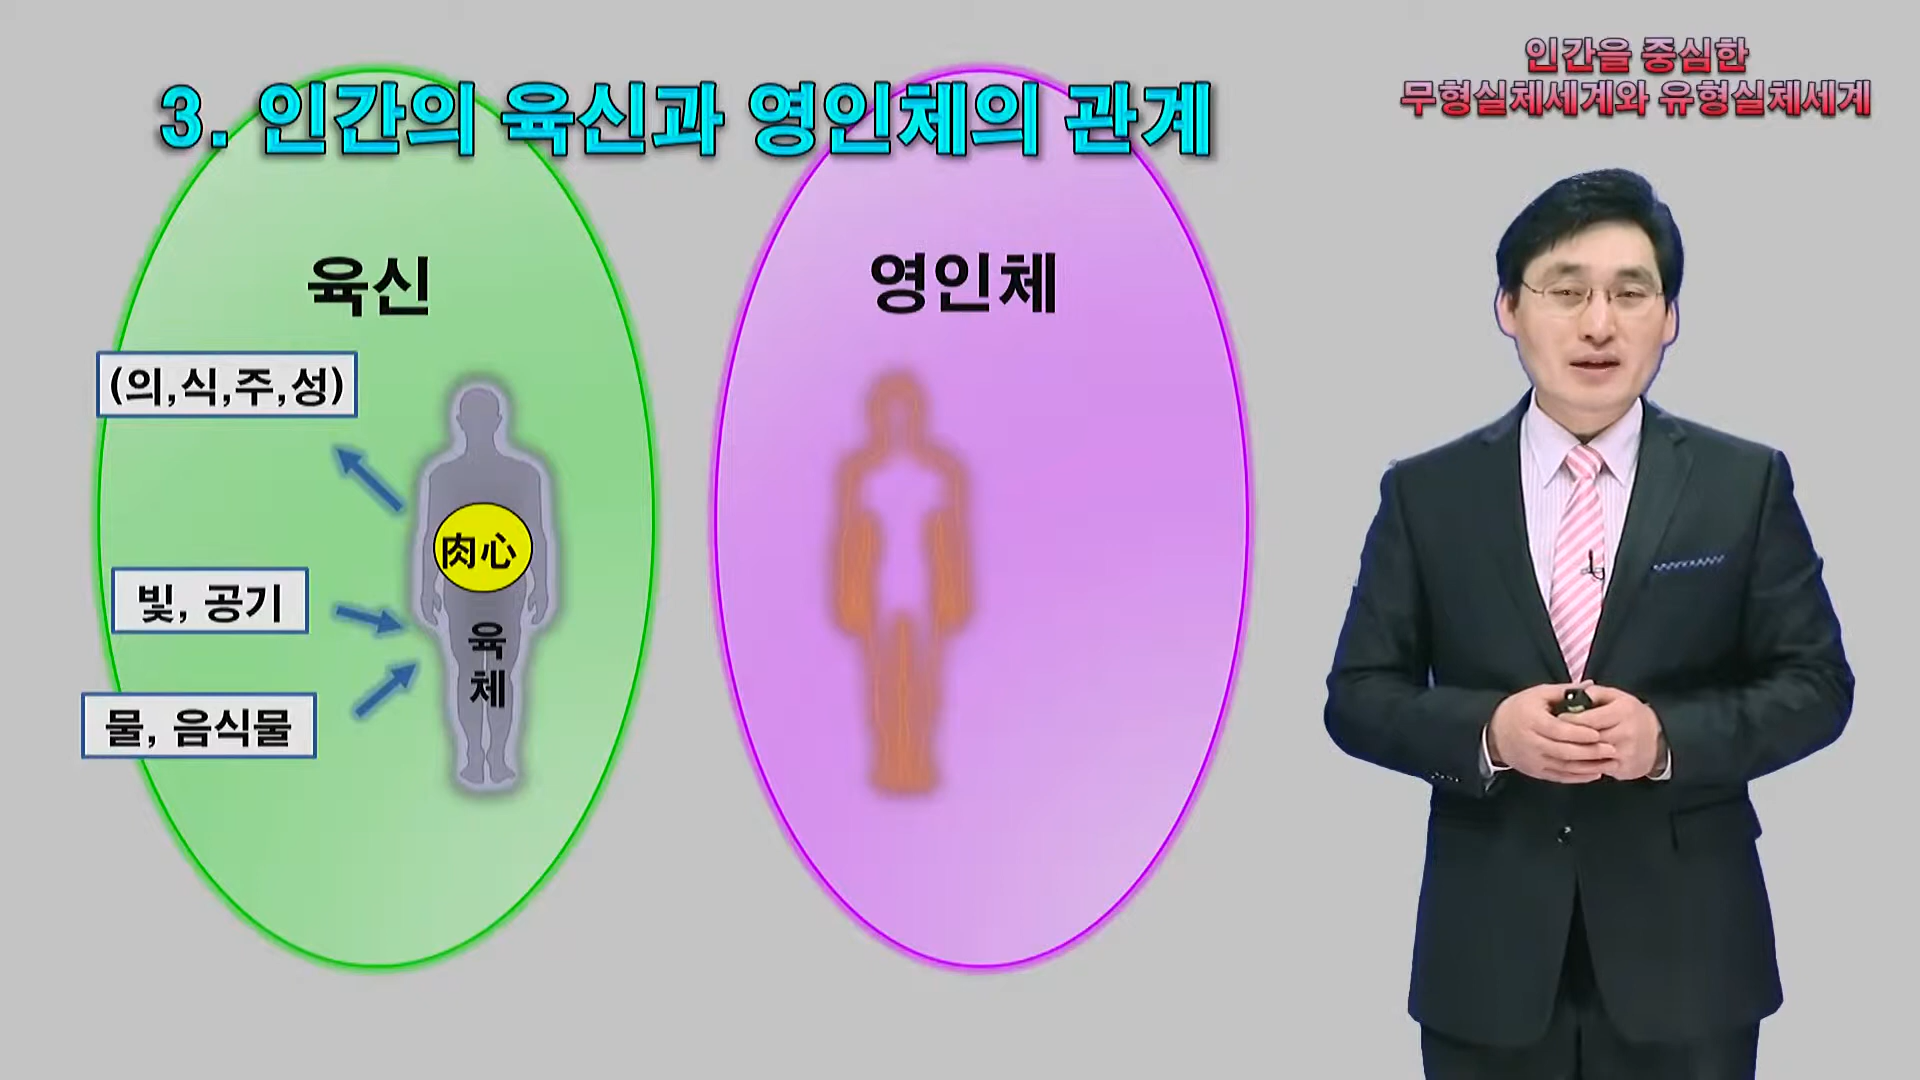 인간을 중심한
무형실체세계와 유형실체세계
3. 인간의 육신과 영인체의 관계
육신
영인체
(의,식,주,성)
肉心
빛, 공기
육
체
물, 음식물